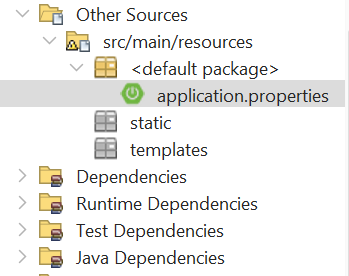 Other Sources
src/main/resources
<default package>
application.properties
static
templates
Dependencies
Runtime Dependencies
Test Dependencies
Java Dependencies